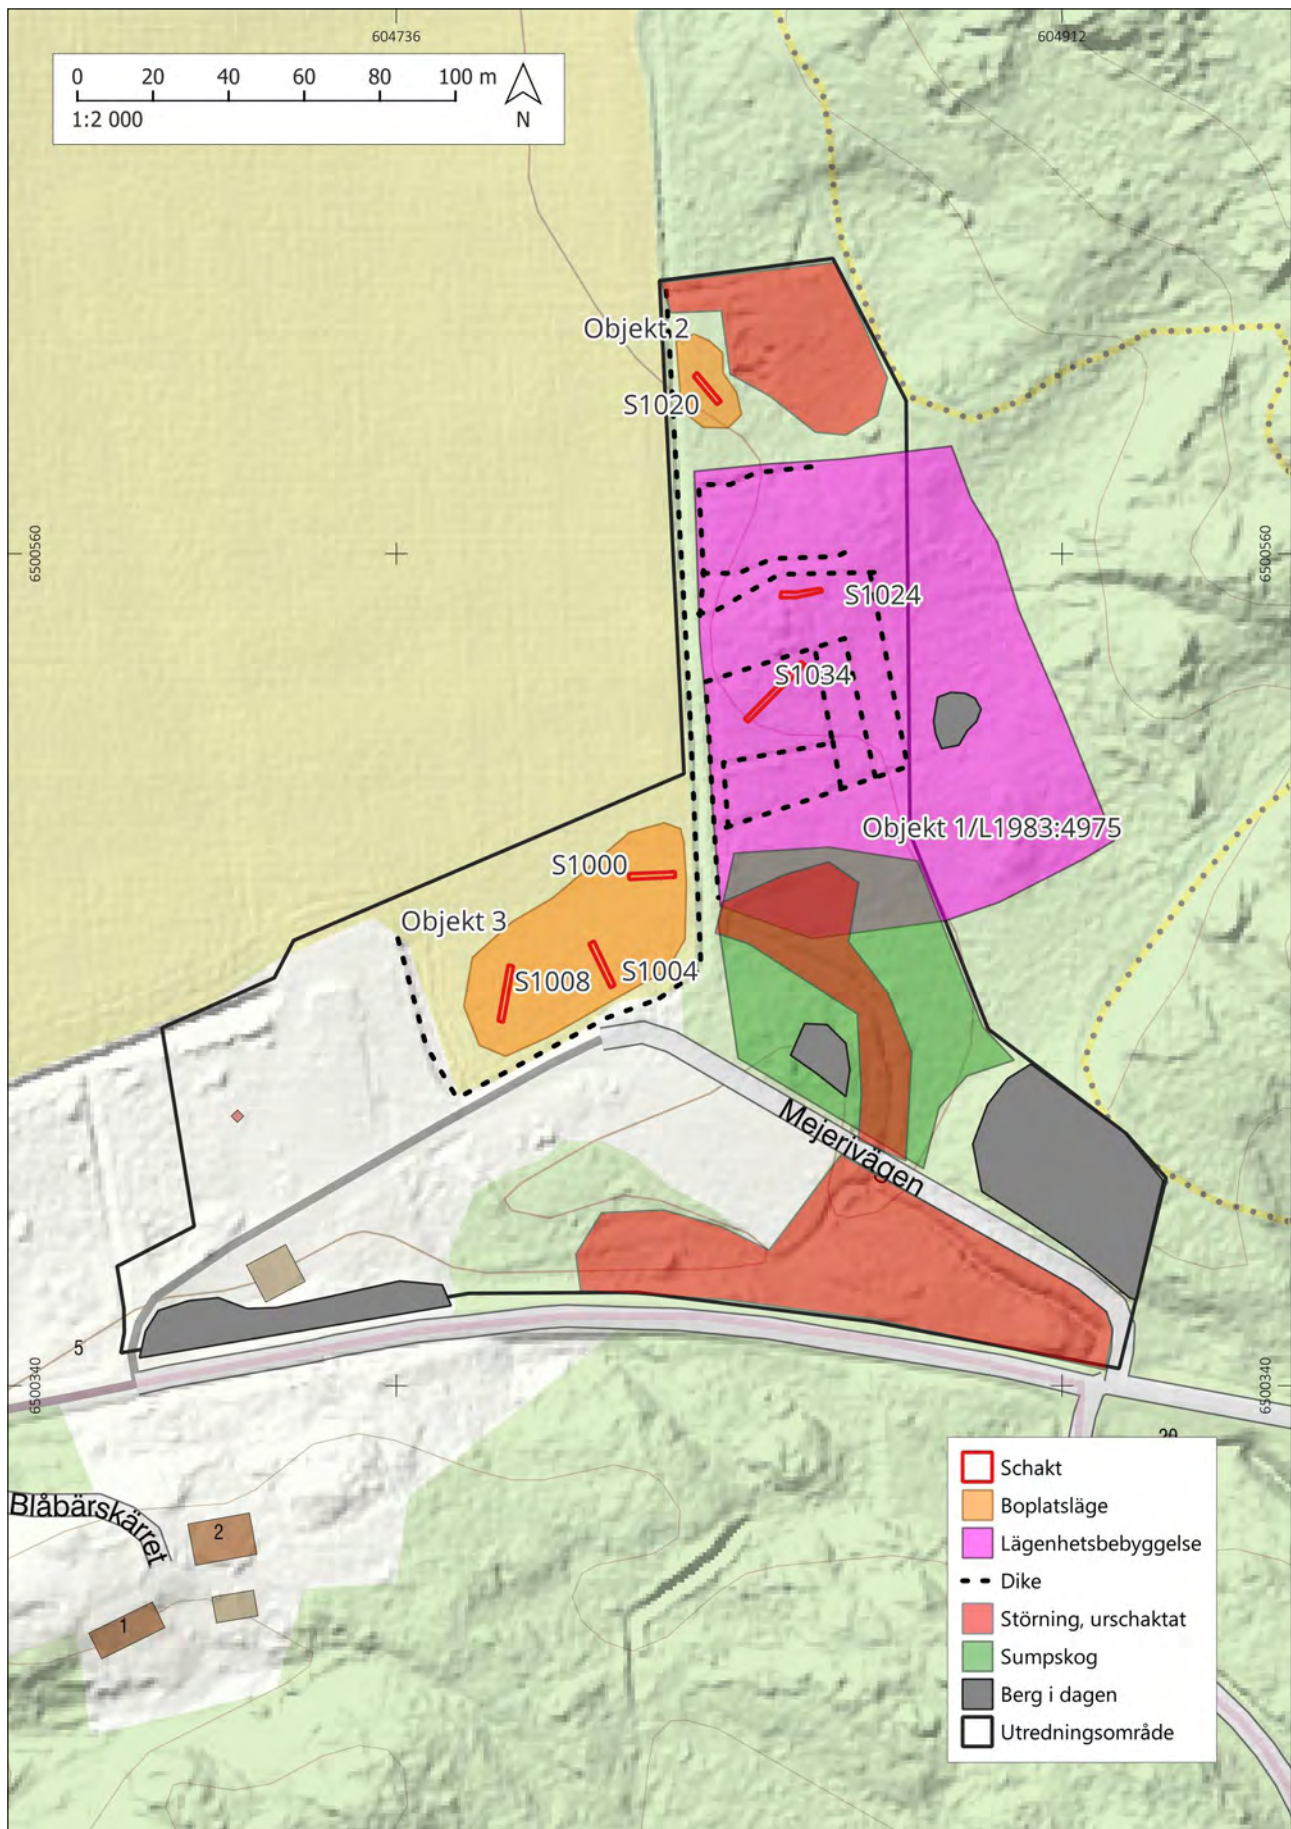 604736
604912
0 20 40 60 80 100 m
1:2 000
N
Objekt 2
S1020
6500560
6500560
S1024
S1034
Objekt 1/L1983:4975
S1000
Objekt 3
S1004
S1008
Mejerivägen
5
6500340
6500340
20
Blåbärskärret
2
1
Schakt
Boplatsläge
Lägenhetsbebyggelse
Dike
Störning, urschaktat
Sumpskog
Berg i dagen
Utredningsområde